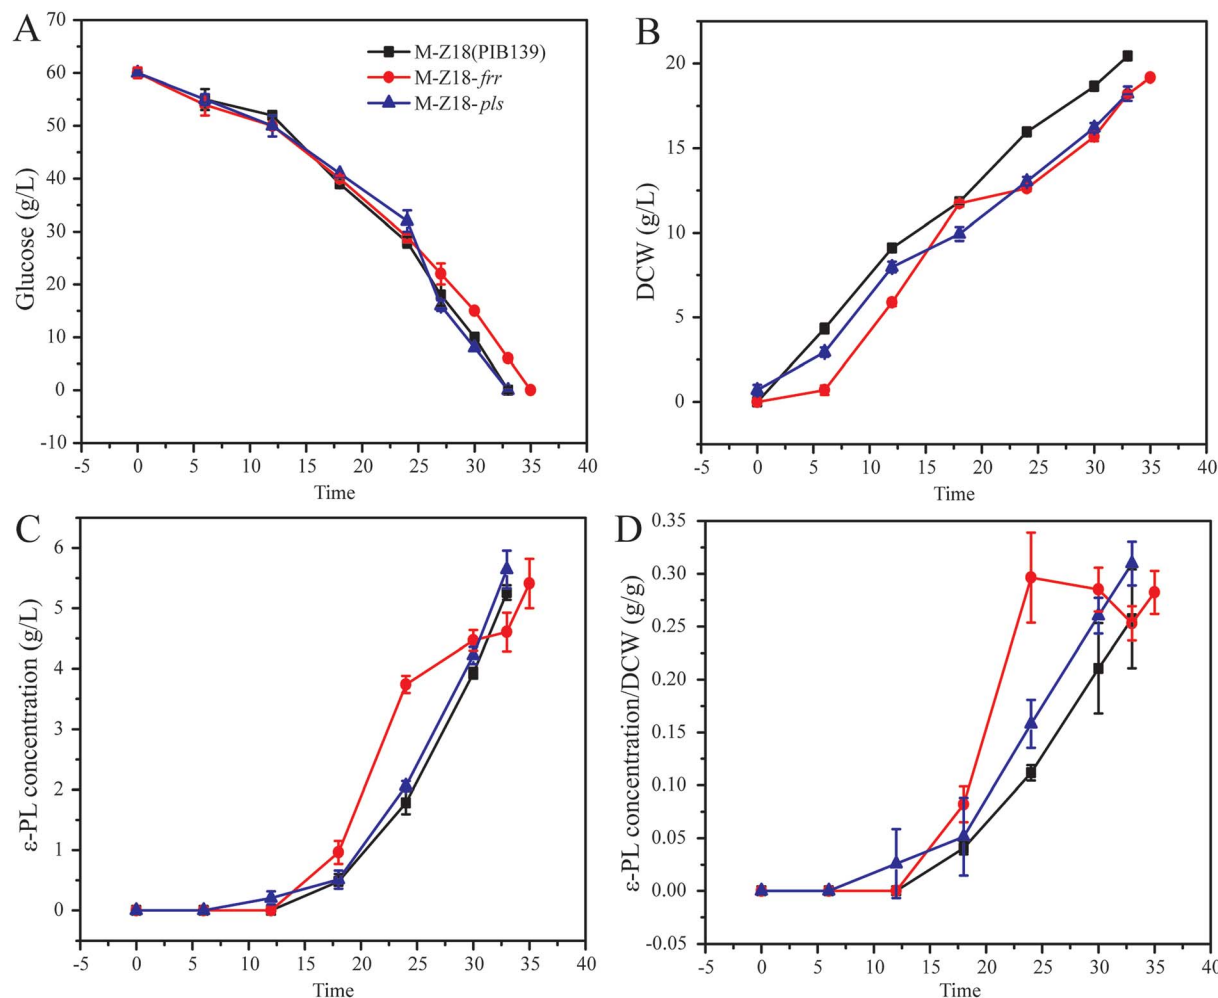 A
M-Z18(PIB139)
M-Z18-frr
M-Z18-pls
Glucose (g/L)
70
60
50
40
30
20
10
0
-10
-5 0 5 10 15 20 25 30 35 40
Time
B
DCW (g/L)
20
15
10
5
0
-5 0 5 10 15 20 25 30 35 40
Time
C
ε-PL concentration (g/L)
6
5
4
3
2
1
0
-5 0 5 10 15 20 25 30 35 40
Time
D
ε-PL concentration/DCW (g/g)
0.35
0.30
0.25
0.20
0.15
0.10
0.05
0.00
-0.05
-5 0 5 10 15 20 25 30 35 40
Time